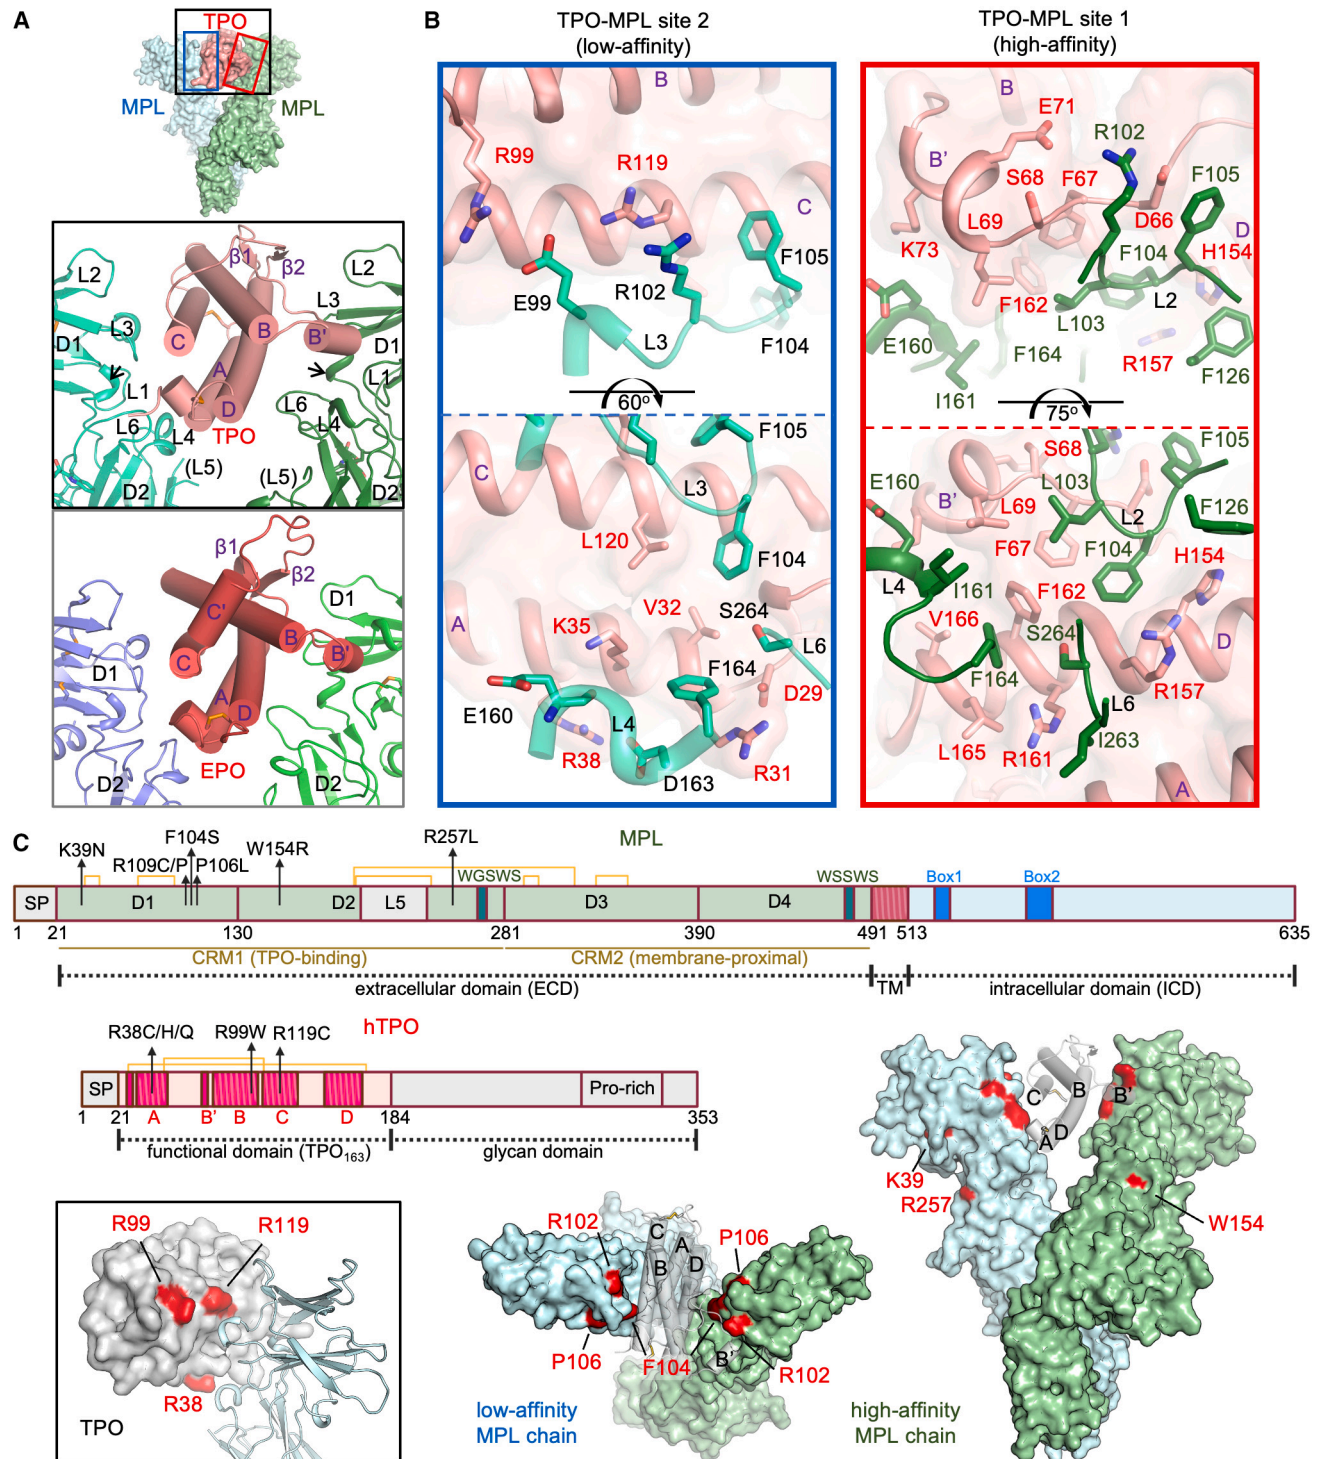 A
TPO
MPL
MPL
L2
β1
β2
L2
L3
L3
C
B
B'
D1
D1
A
L1
L1
L6
D
L6
L4
L4
TPO
(L5)
(L5)
D2
D2
β1
β2
D1
C'
B
B'
C
D1
A
D
EPO
D2
D2
B
TPO-MPL site 2
(low-affinity)
B
R99
R119
C
F105
E99
R102
L3
F104
60°
F105
C
L3
L120
F104
V32
S264
A
K35
L6
F164
D29
E160
L4
R38
D163
R31
TPO-MPL site 1
(high-affinity)
B
E71
R102
B'
F105
S68
F67
L69
D66
D
K73
F104
H154
F162
L2
L103
E160
F164
R157
F126
I161
75°
S68
F105
E160
L103
B'
F126
L69
L2
F67
F104
H154
L4
I161
F162
V166
S264
D
F164
R157
L6
L165
R161
I263
A
C
F104S
MPL
K39N
R109C/P
P106L
W154R
R257L
WGSWS
WSSWS
Box1
Box2
SP
D1
D2
L5
D3
D4
1
21
130
281
390
491
513
635
CRM1 (TPO-binding)
CRM2 (membrane-proximal)
extracellular domain (ECD)
TM
intracellular domain (ICD)
R38C/H/Q
R99W
R119C
hTPO
SP
Pro-rich
1
21
A
B'
B
C
D
184
353
functional domain (TPO163)
glycan domain
R99
R119
R38
TPO
R102
C
A
P106
B
D
P106
F104
B'
R102
low-affinity
MPL chain
high-affinity
MPL chain
C
B
B'
A
D
K39
R257
W154